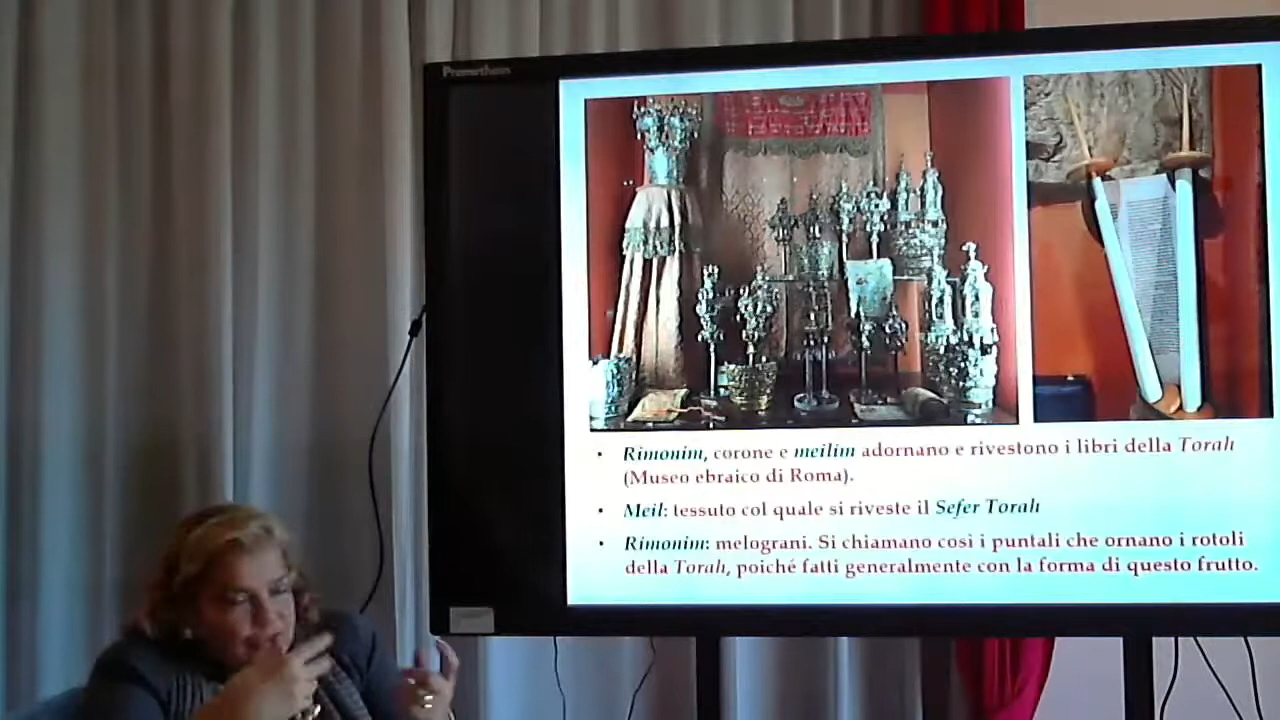 Promethean
• Rimonim, corone e meilim adornano e rivestono i libri della Torah
(Museo ebraico di Roma).
• Meil: tessuto col quale si riveste il Sefer Torah
• Rimonim: melograni. Si chiamano così i puntali che ornano i rotoli
della Torah, poiché fatti generalmente con la forma di questo frutto.